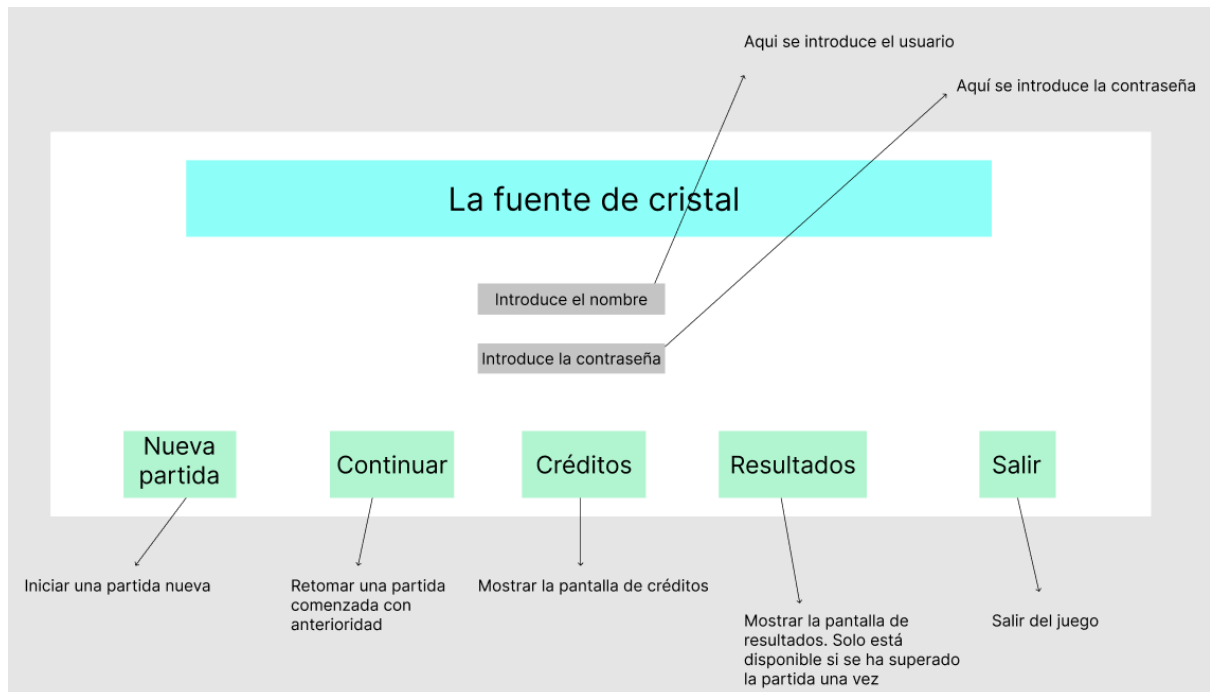 Aqui se introduce el usuario
Aquí se introduce la contraseña
La fuente de cristal
Introduce el nombre
Introduce la contraseña
Nueva
partida
Continuar
Créditos
Resultados
Salir
Iniciar una partida nueva
Retomar una partida
comenzada con
anterioridad
Mostrar la pantalla de créditos
Mostrar la pantalla de
resultados. Solo está
disponible si se ha superado
la partida una vez
Salir del juego